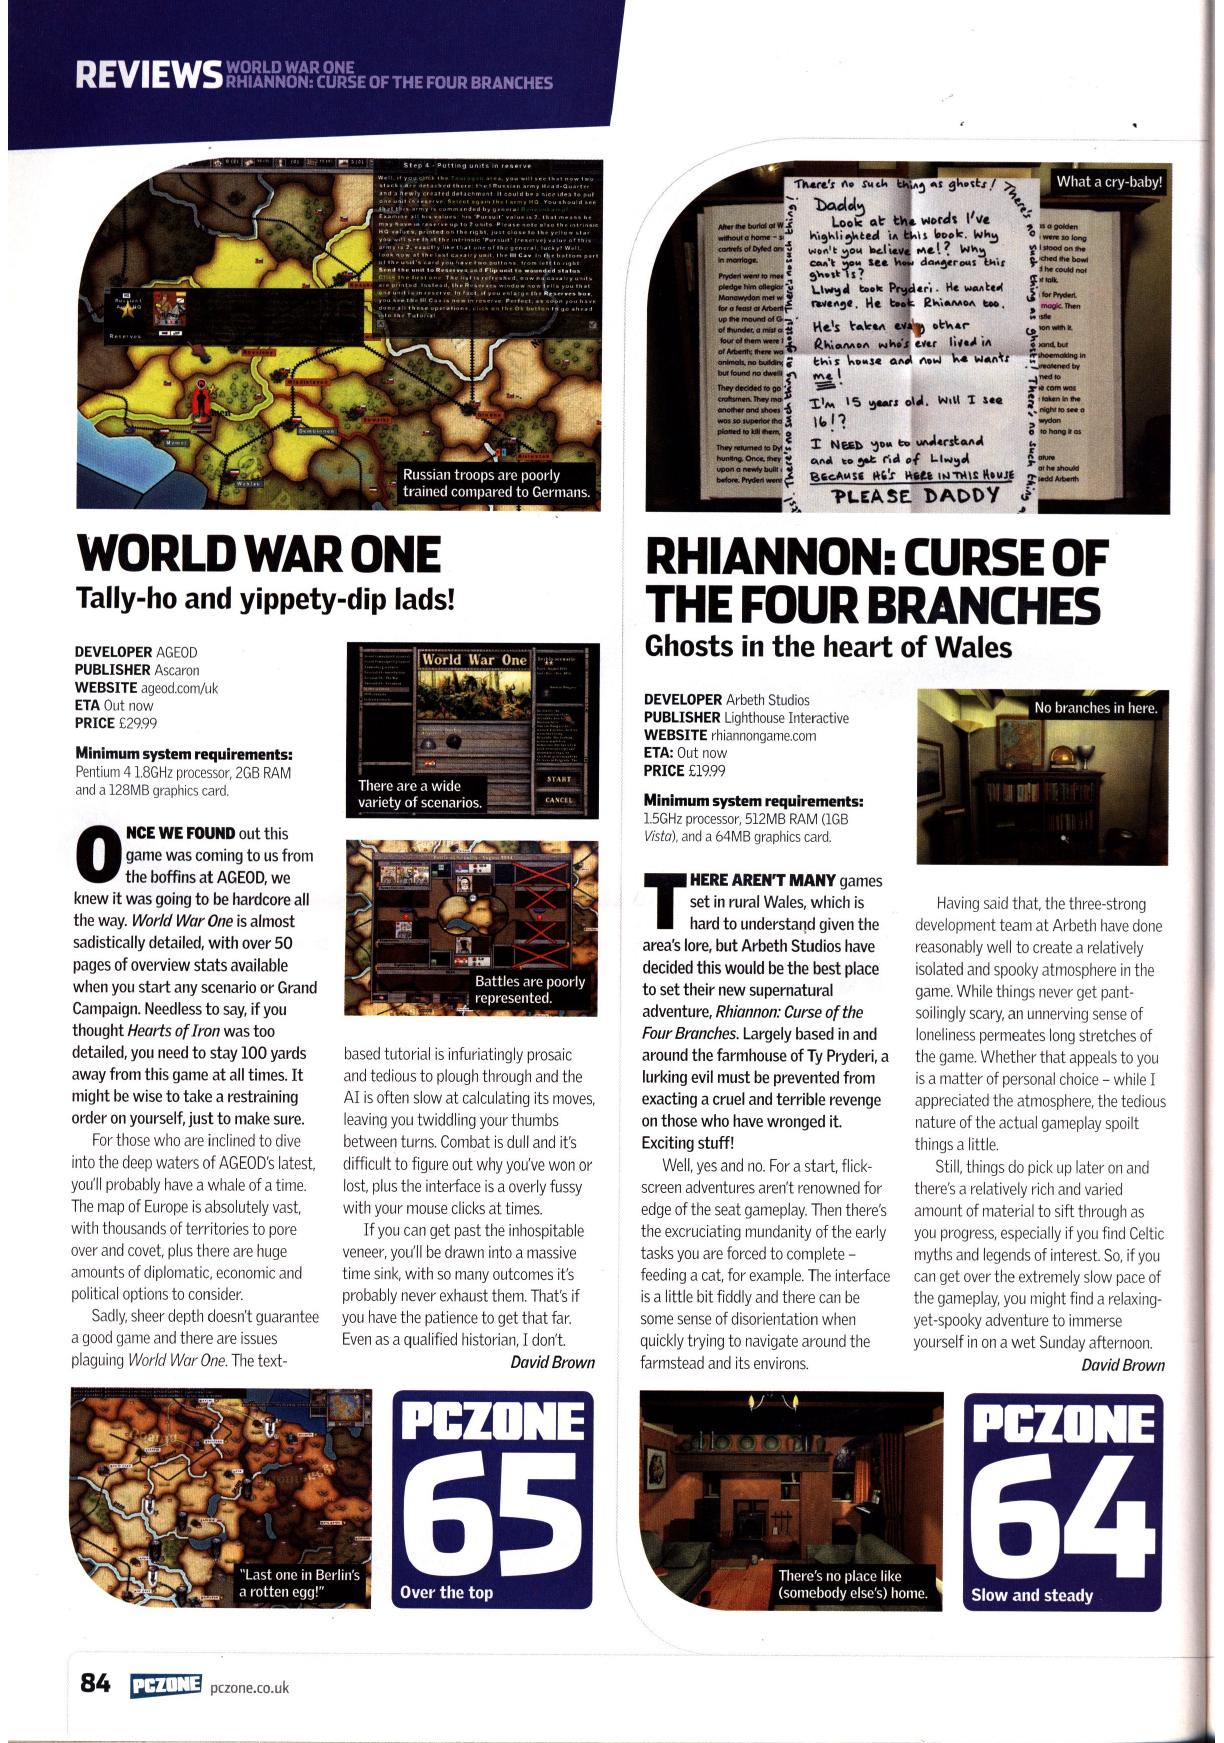 REVIEWS WORLD WAR ONE
RHIANNON: CURSE OF THE FOUR BRANCHES
Step 4 - Putting units in reserve
Russian troops are poorly
trained compared to Germans.
WORLD WAR ONE
Tally-ho and yippety-dip lads!
DEVELOPER AGEOD
PUBLISHER Ascaron
WEBSITE ageod.com/uk
ETA Out now
PRICE £29.99
Minimum system requirements:
Pentium 4 1.8GHz processor, 2GB RAM
and a 128MB graphics card.
World War One
START
CANCEL
There are a wide
variety of scenarios.
Battles are poorly
represented.
ONCE WE FOUND out this
game was coming to us from
the boffins at AGEOD, we
knew it was going to be hardcore all
the way. World War One is almost
sadistically detailed, with over 50
pages of overview stats available
when you start any scenario or Grand
Campaign. Needless to say, if you
thought Hearts of Iron was too
detailed, you need to stay 100 yards
away from this game at all times. It
might be wise to take a restraining
order on yourself, just to make sure.
For those who are inclined to dive
into the deep waters of AGEOD's latest,
you'll probably have a whale of a time.
The map of Europe is absolutely vast,
with thousands of territories to pore
over and covet, plus there are huge
amounts of diplomatic, economic and
political options to consider.
Sadly, sheer depth doesn't guarantee
a good game and there are issues
plaguing World War One. The text-
based tutorial is infuriatingly prosaic
and tedious to plough through and the
AI is often slow at calculating its moves,
leaving you twiddling your thumbs
between turns. Combat is dull and it's
difficult to figure out why you've won or
lost, plus the interface is a overly fussy
with your mouse clicks at times.
If you can get past the inhospitable
veneer, you'll be drawn into a massive
time sink, with so many outcomes it's
probably never exhaust them. That's if
you have the patience to get that far.
Even as a qualified historian, I don't.
David Brown
"Last one in Berlin's
a rotten egg!"
PCZONE
65
Over the top
What a cry-baby!
There's no such thing as ghosts!
Daddy
Look at the words I've
highlighted in this book. Why
won't you believe me!? Why
can't you see how dangerous this
ghost is?
Llwyd took Pryderi. He wanted
revenge. He took Rhiannon too.
He's taken every other
Rhiannon who's ever lived in
this house and now he wants
me!
I'm 15 years old. Will I see
16!?
I NEED you to understand
and to get rid of Llwyd
BECAUSE HE'S HERE IN THIS HOUSE
PLEASE DADDY
RHIANNON: CURSE OF
THE FOUR BRANCHES
Ghosts in the heart of Wales
DEVELOPER Arbeth Studios
PUBLISHER Lighthouse Interactive
WEBSITE rhiannongame.com
ETA: Out now
PRICE £19.99
Minimum system requirements:
1.5GHz processor, 512MB RAM (1GB
Vista), and a 64MB graphics card.
No branches in here.
THERE AREN'T MANY games
set in rural Wales, which is
hard to understand given the
area's lore, but Arbeth Studios have
decided this would be the best place
to set their new supernatural
adventure, Rhiannon: Curse of the
Four Branches. Largely based in and
around the farmhouse of Ty Pryderi, a
lurking evil must be prevented from
exacting a cruel and terrible revenge
on those who have wronged it.
Exciting stuff!
Well, yes and no. For a start, flick-
screen adventures aren't renowned for
edge of the seat gameplay. Then there's
the excruciating mundanity of the early
tasks you are forced to complete –
feeding a cat, for example. The interface
is a little bit fiddly and there can be
some sense of disorientation when
quickly trying to navigate around the
farmstead and its environs.
Having said that, the three-strong
development team at Arbeth have done
reasonably well to create a relatively
isolated and spooky atmosphere in the
game. While things never get pant-
soilingly scary, an unnerving sense of
loneliness permeates long stretches of
the game. Whether that appeals to you
is a matter of personal choice – while I
appreciated the atmosphere, the tedious
nature of the actual gameplay spoilt
things a little.
Still, things do pick up later on and
there's a relatively rich and varied
amount of material to sift through as
you progress, especially if you find Celtic
myths and legends of interest. So, if you
can get over the extremely slow pace of
the gameplay, you might find a relaxing-
yet-spooky adventure to immerse
yourself in on a wet Sunday afternoon.
David Brown
There's no place like
(somebody else's) home.
PCZONE
64
Slow and steady
84 PCZONE pczone.co.uk